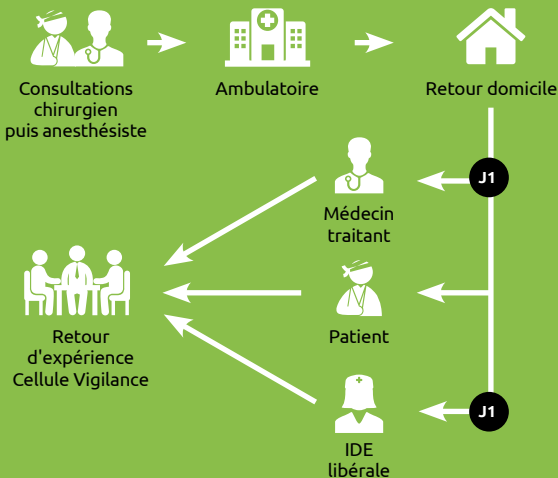 Consultations
chirurgien
puis anesthésiste
Ambulatoire
Retour domicile
J1
Médecin
traitant
Retour
d'expérience
Cellule Vigilance
Patient
J1
IDE
libérale